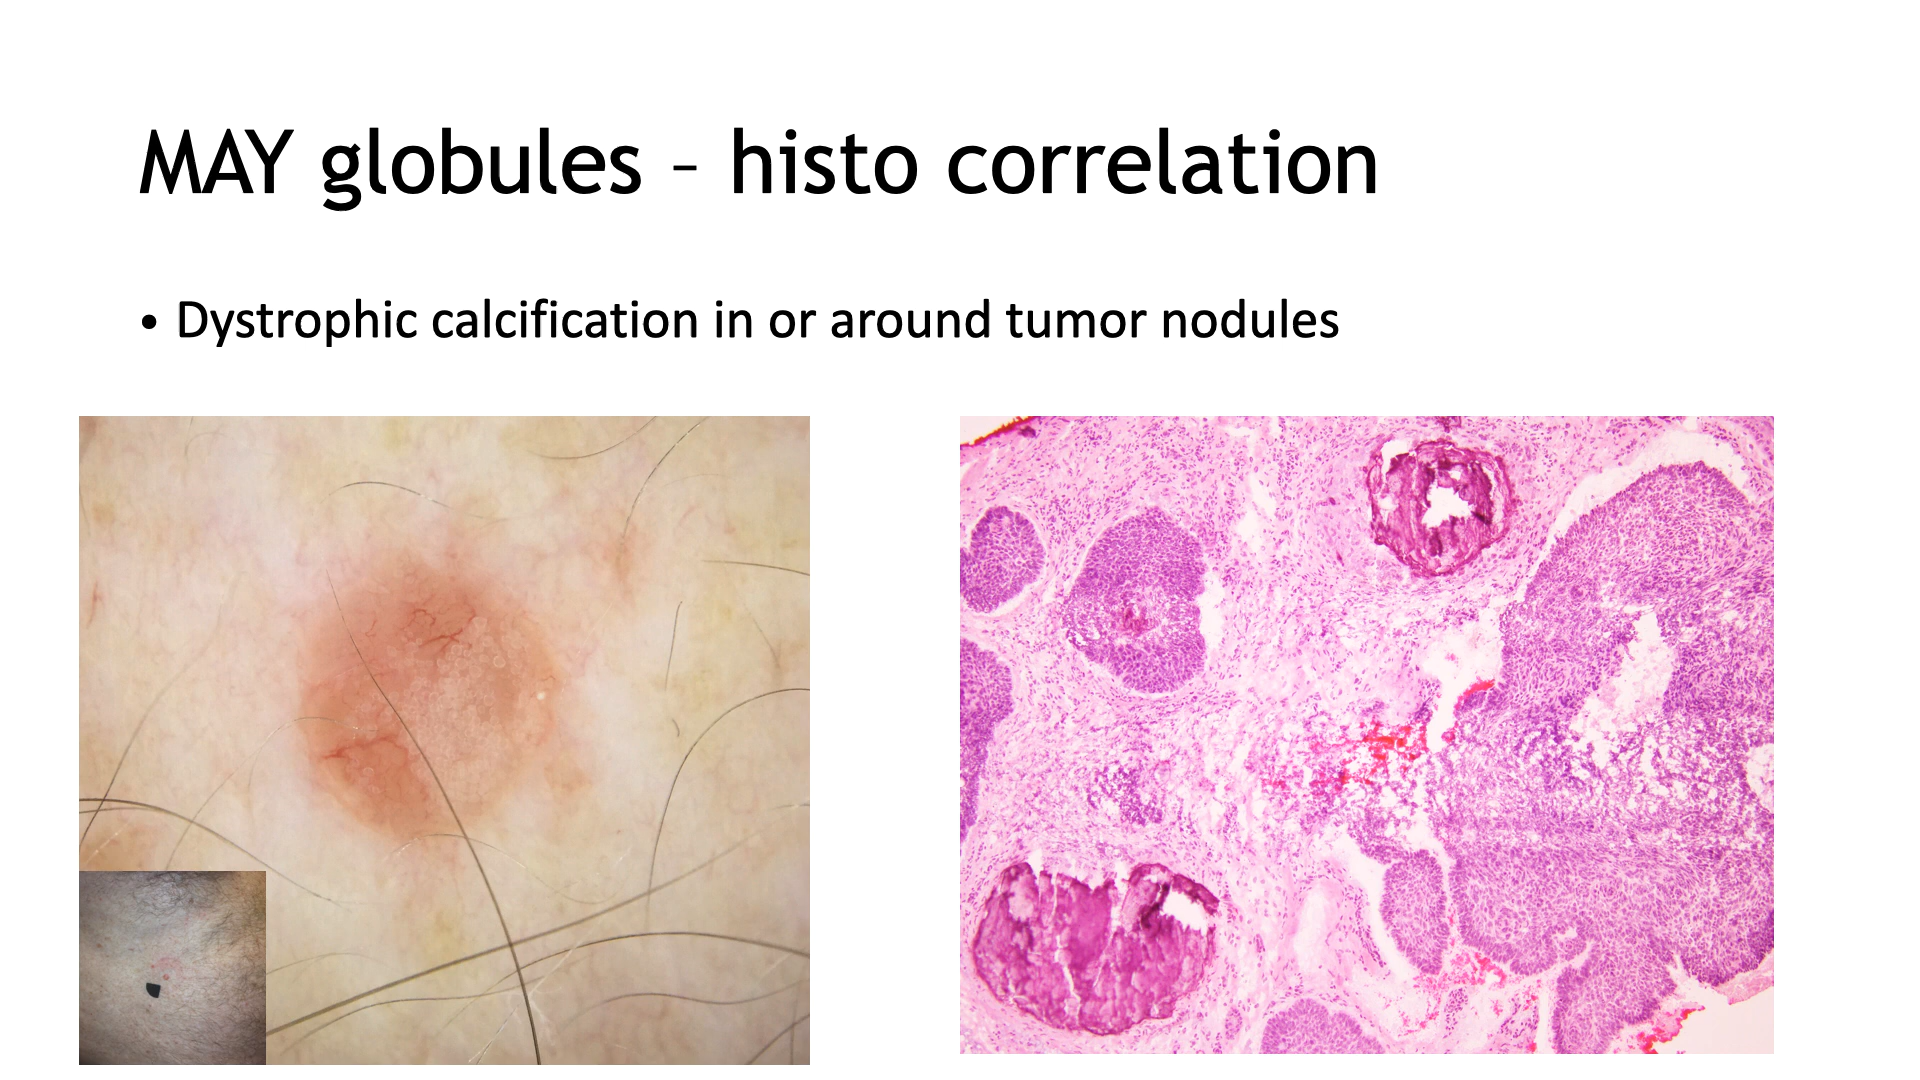 MAY globules – histo correlation
• Dystrophic calcification in or around tumor nodules